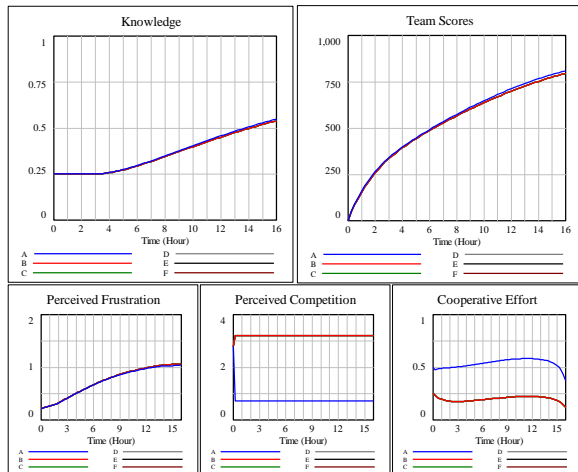 Knowledge
1
0.75
0.5
0.25
0
0 2 4 6 8 10 12 14 16
Time (Hour)
A D
B E
C F
Team Scores
1,000
750
500
250
0
0 2 4 6 8 10 12 14 16
Time (Hour)
A D
B E
C F
Perceived Frustration
2
1
0
0 3 6 9 12 15
Time (Hour)
A D
B E
C F
Perceived Competition
4
2
0
0 3 6 9 12 15
Time (Hour)
A D
B E
C F
Cooperative Effort
1
0.5
0
0 3 6 9 12 15
Time (Hour)
A D
B E
C F